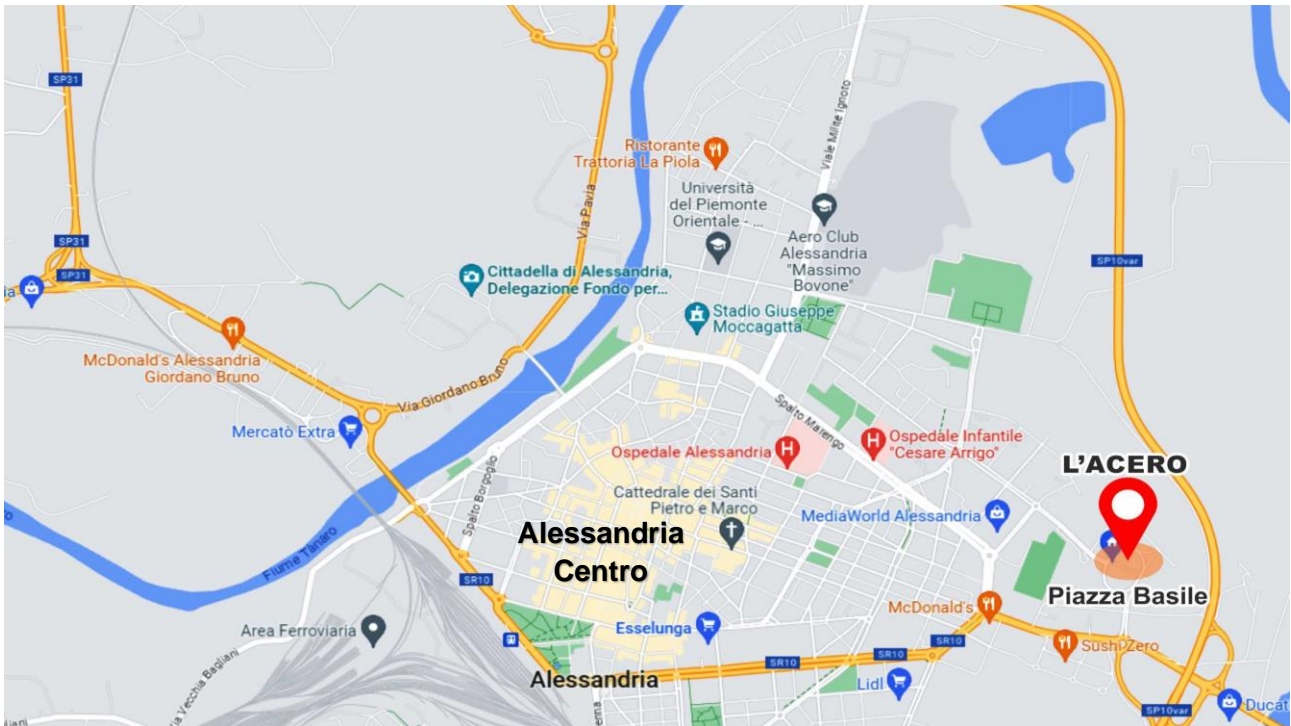 SP31
Ristorante
Trattoria La Piola
Viale Milite Ignoto
Università
del Piemonte
Orientale - ...
Via Pavia
Aero Club
Alessandria
"Massimo
Bovone"
SP31
SP31
SP10var
Cittadella di Alessandria,
Delegazione Fondo per...
Stadio Giuseppe
Moccagatta
McDonald's Alessandria
Giordano Bruno
Via Giordano Bruno
Mercatò Extra
Spalto Marengo
Ospedale Alessandria
Ospedale Infantile
"Cesare Arrigo"
L'ACERO
Cattedrale dei Santi
Pietro e Marco
MediaWorld Alessandria
Spalto Borgoglio
Alessandria
Centro
Fiume Tanaro
SR10
Piazza Basile
McDonald's
Area Ferroviaria
Esselunga
Sushi Zero
SR10
SR10
Alessandria
Lidl
Via Vecchia Bagliani
SP10var
Ducat